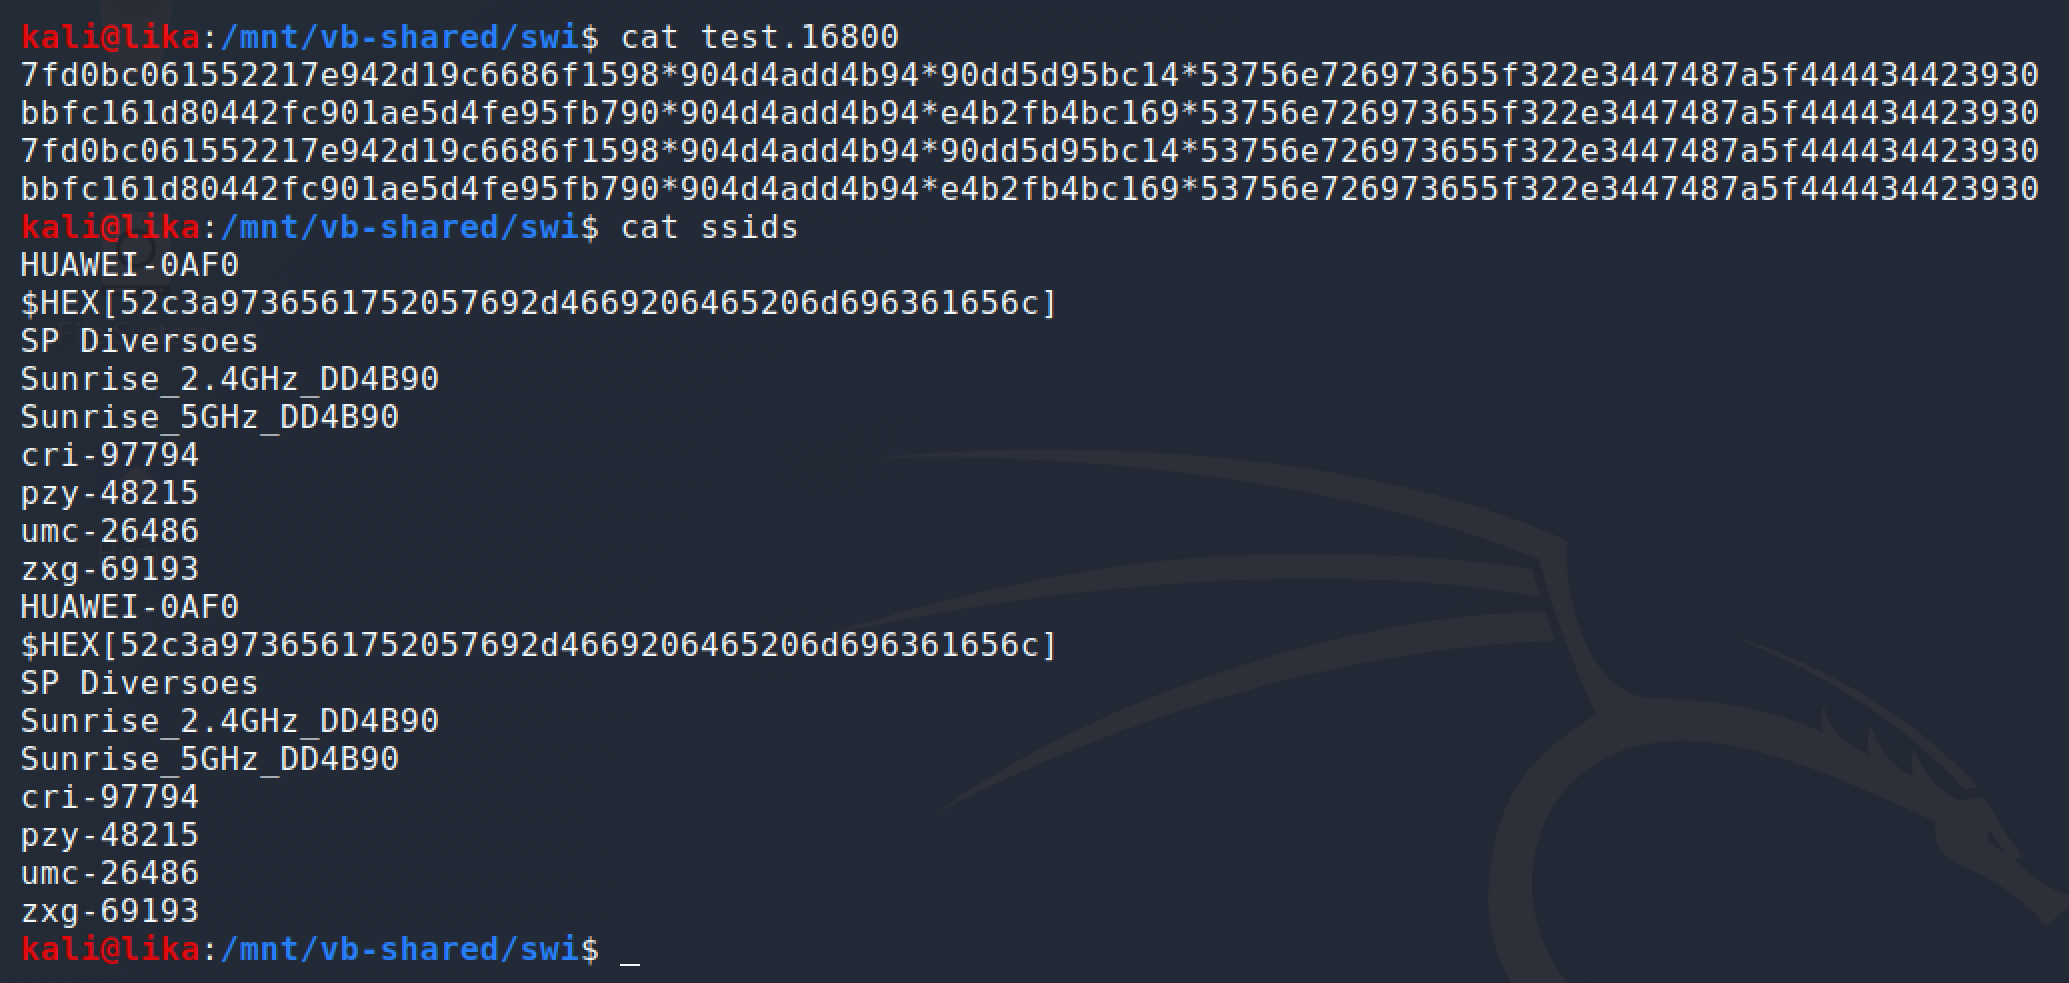 kali@lika:/mnt/vb-shared/swi$ cat test.16800
7fd0bc061552217e942d19c6686f1598*904d4add4b94*90dd5d95bc14*53756e726973655f322e3447487a5f444434423930
bbfc161d80442fc901ae5d4fe95fb790*904d4add4b94*e4b2fb4bc169*53756e726973655f322e3447487a5f444434423930
7fd0bc061552217e942d19c6686f1598*904d4add4b94*90dd5d95bc14*53756e726973655f322e3447487a5f444434423930
bbfc161d80442fc901ae5d4fe95fb790*904d4add4b94*e4b2fb4bc169*53756e726973655f322e3447487a5f444434423930
kali@lika:/mnt/vb-shared/swi$ cat ssids
HUAWEI-0AF0
$HEX[52c3a9736561752057692d4669206465206d696361656c]
SP Diversoes
Sunrise_2.4GHz_DD4B90
Sunrise_5GHz_DD4B90
cri-97794
pzy-48215
umc-26486
zxg-69193
HUAWEI-0AF0
$HEX[52c3a9736561752057692d4669206465206d696361656c]
SP Diversoes
Sunrise_2.4GHz_DD4B90
Sunrise_5GHz_DD4B90
cri-97794
pzy-48215
umc-26486
zxg-69193
kali@lika:/mnt/vb-shared/swi$ _